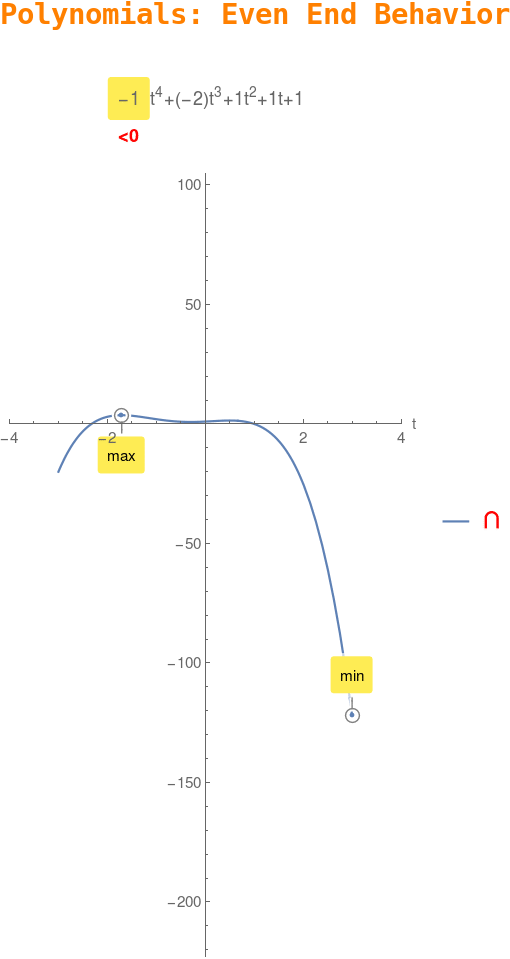 Polynomials: Even End Behavior
−1 t⁴+(−2)t³+1t²+1t+1
<0
100
50
−4 −2 2 4 t
max
∩
−50
−100
min
−150
−200